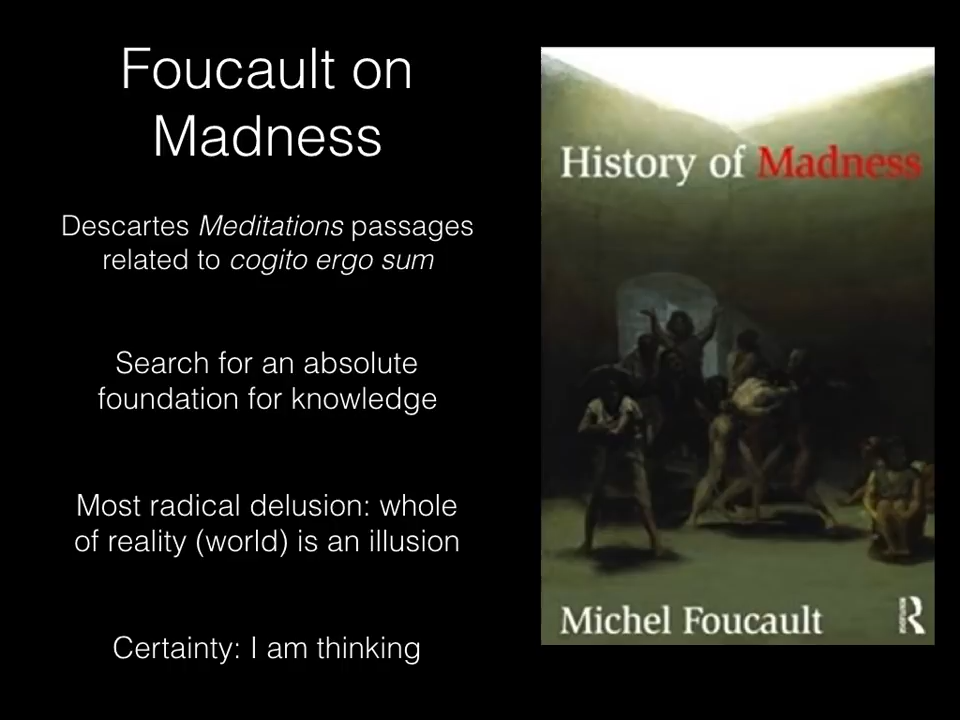 Foucault on
Madness
Descartes Meditations passages
related to cogito ergo sum
Search for an absolute
foundation for knowledge
Most radical delusion: whole
of reality (world) is an illusion
Certainty: I am thinking
History of Madness
Michel Foucault